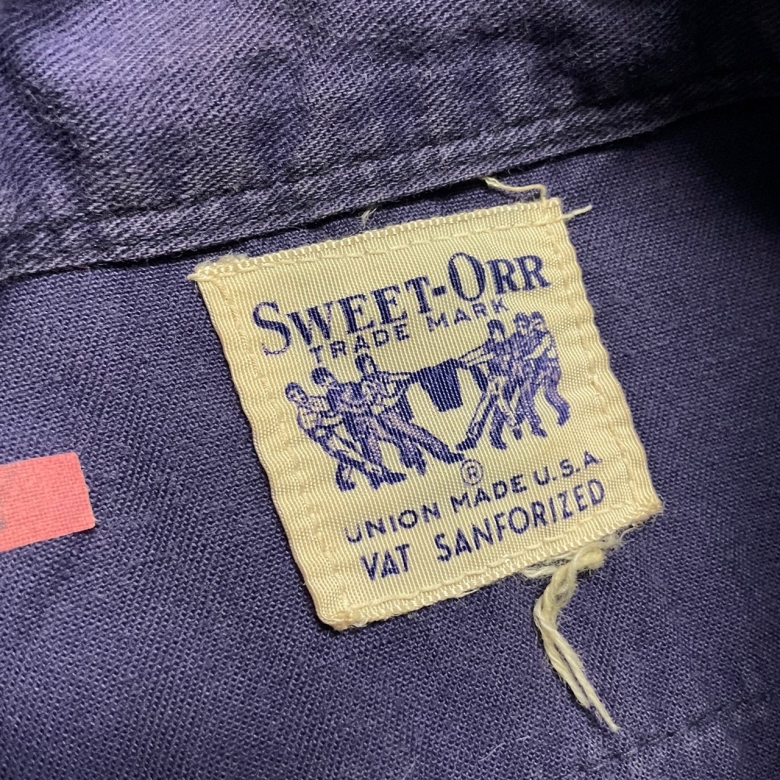 SWEET-ORR
TRADE MARK
®
UNION MADE U.S.A
VAT SANFORIZED